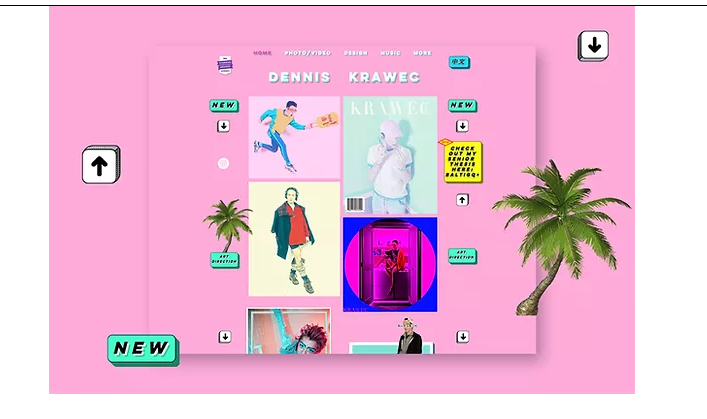 HOME PHOTO/VIDEO DESIGN MUSIC MORE
中文
DENNIS KRAWEC
NEW
KRAWEC
NEW
CHECK
OUT MY
SENIOR
THESIS
HERE:
ART
DIRECTION
ART
DIRECTION
NEW